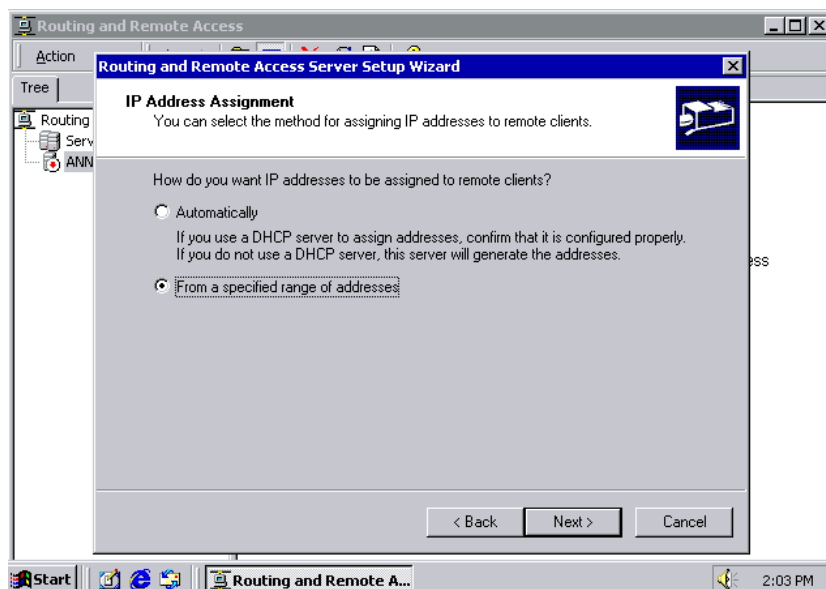 Routing and Remote Access
Action
Tree
Routing
Serv
ANN
Routing and Remote Access Server Setup Wizard
IP Address Assignment
You can select the method for assigning IP addresses to remote clients.
How do you want IP addresses to be assigned to remote clients?
Automatically
If you use a DHCP server to assign addresses, confirm that it is configured properly.
If you do not use a DHCP server, this server will generate the addresses.
From a specified range of addresses
ess
< Back
Next >
Cancel
Start
Routing and Remote A...
2:03 PM